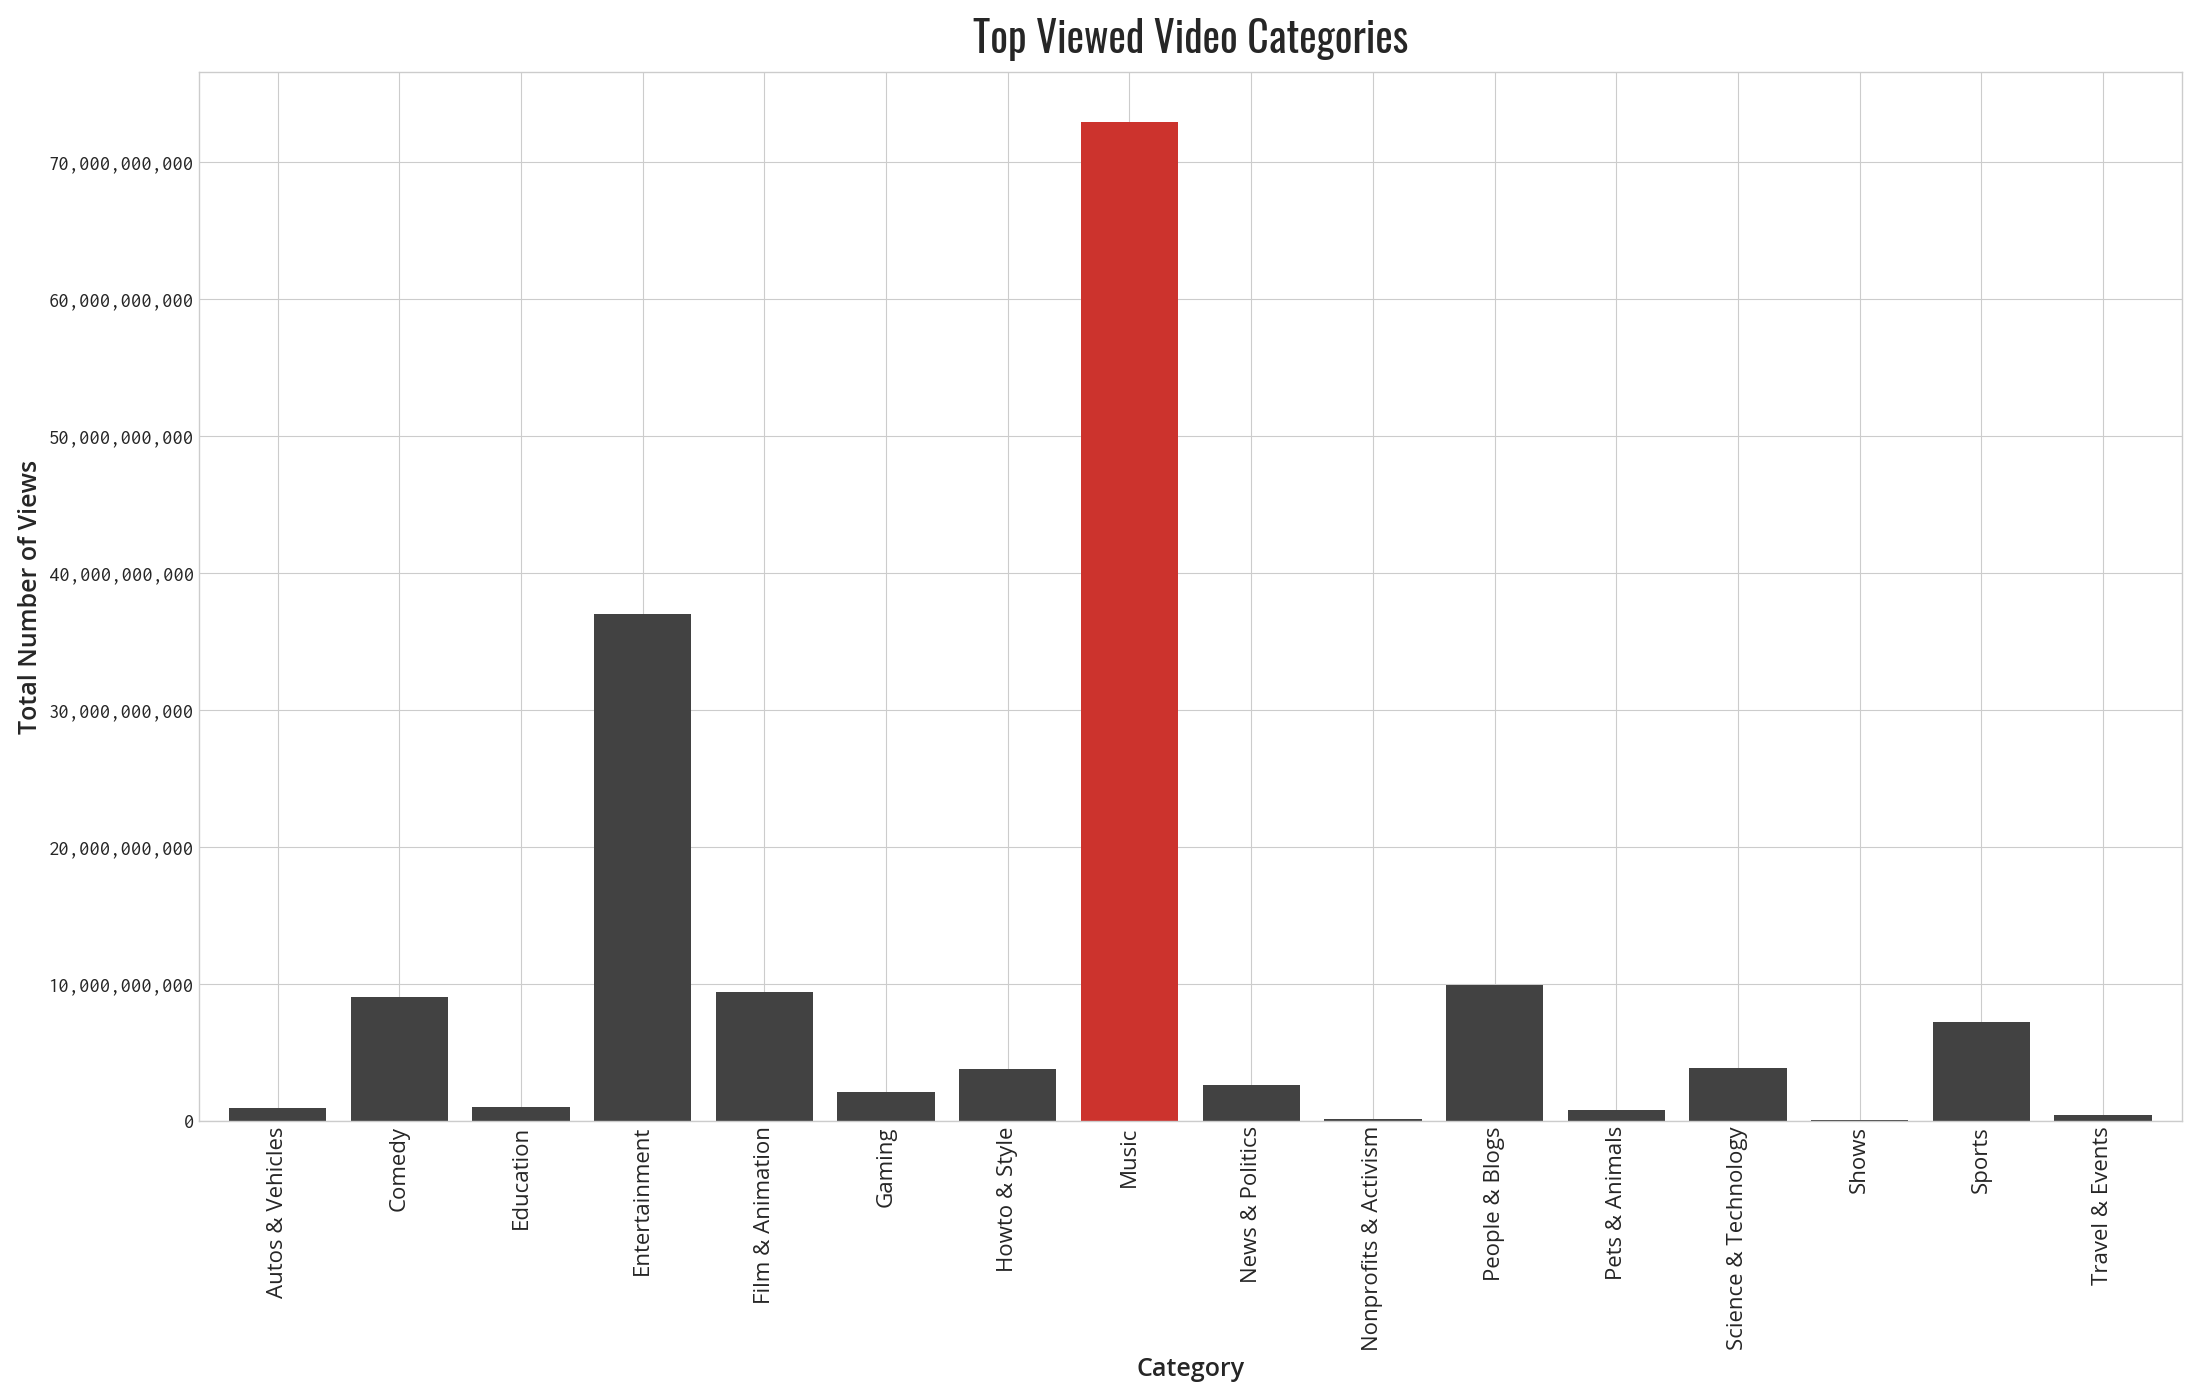 Top Viewed Video Categories
Total Number of Views
70,000,000,000
60,000,000,000
50,000,000,000
40,000,000,000
30,000,000,000
20,000,000,000
10,000,000,000
0
Autos & Vehicles
Comedy
Education
Entertainment
Film & Animation
Gaming
Howto & Style
Music
News & Politics
Nonprofits & Activism
People & Blogs
Pets & Animals
Science & Technology
Shows
Sports
Travel & Events
Category